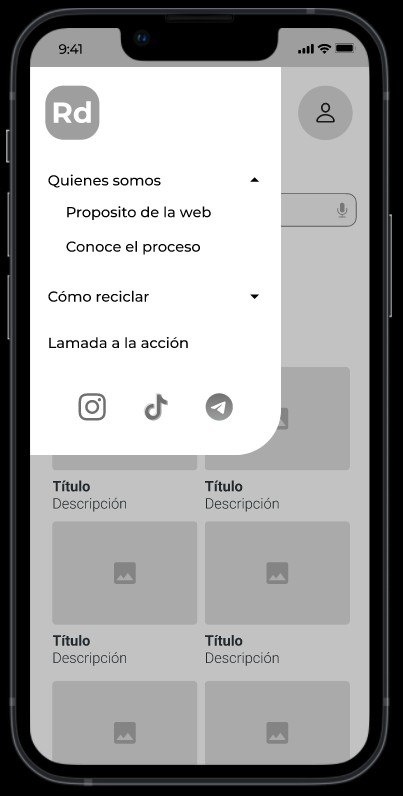 9:41
Rd
Quienes somos
Proposito de la web
Conoce el proceso
Cómo reciclar
Lamada a la acción
Título Título
Descripción Descripción
Título Título
Descripción Descripción